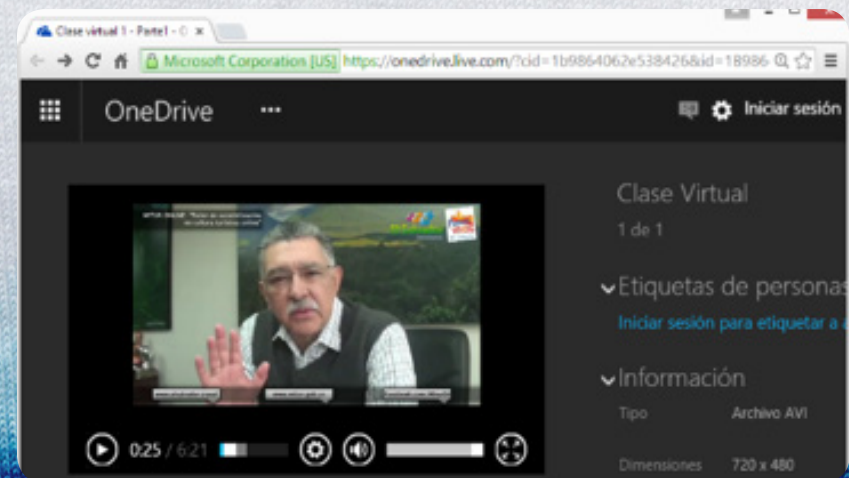 Clase virtual 1 - Parte1 - O
Microsoft Corporation [US] https://onedrive.live.com/?cid=1b9864062e538426&id=18986
OneDrive
Iniciar sesión
Clase Virtual
1 de 1
Etiquetas de personas
Iniciar sesión para etiquetar a a
Información
Tipo Archivo AVI
Dimensiones 720 x 480
0:25 / 6:21